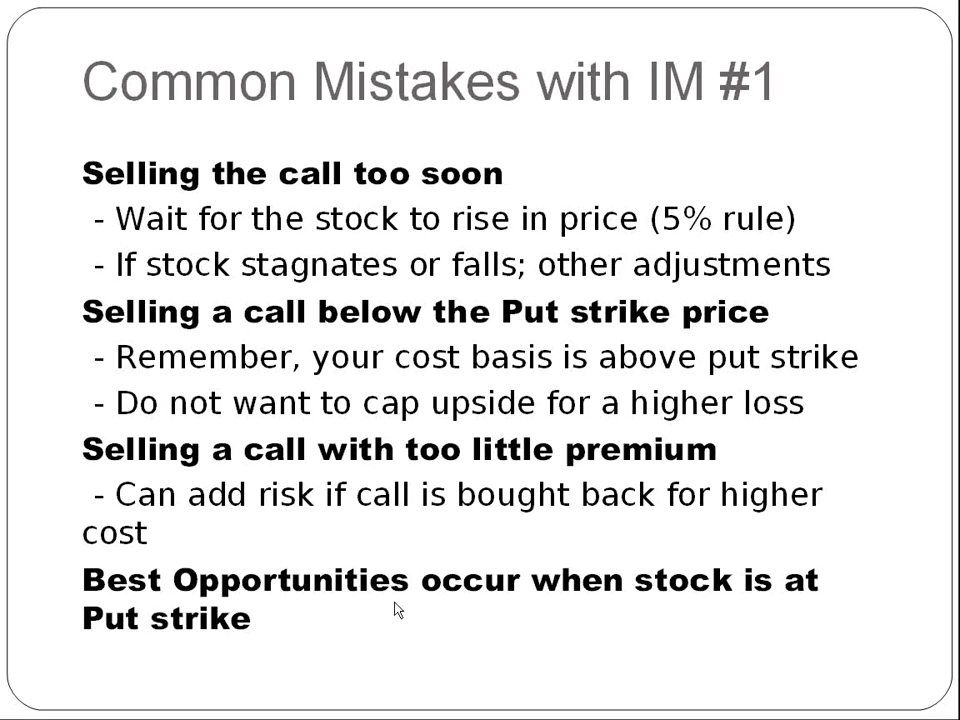 Common Mistakes with IM #1
Selling the call too soon
- Wait for the stock to rise in price (5% rule)
- If stock stagnates or falls; other adjustments
Selling a call below the Put strike price
- Remember, your cost basis is above put strike
- Do not want to cap upside for a higher loss
Selling a call with too little premium
- Can add risk if call is bought back for higher
cost
Best Opportunities occur when stock is at
Put strike